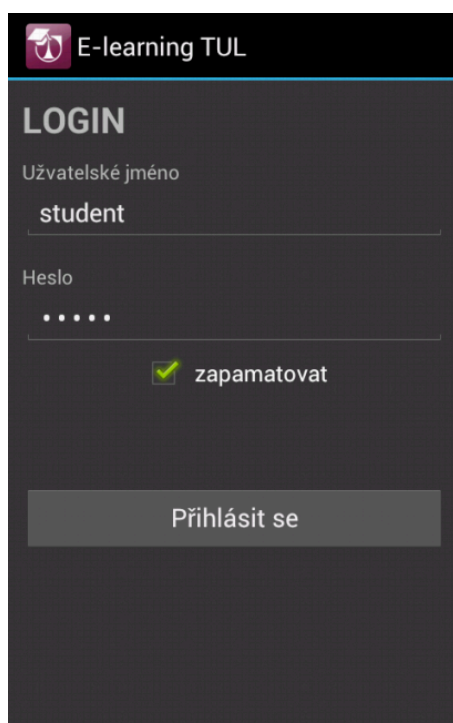 E-learning TUL
LOGIN
Užvatelské jméno
student
Heslo
•••••
zapamatovat
Přihlásit se